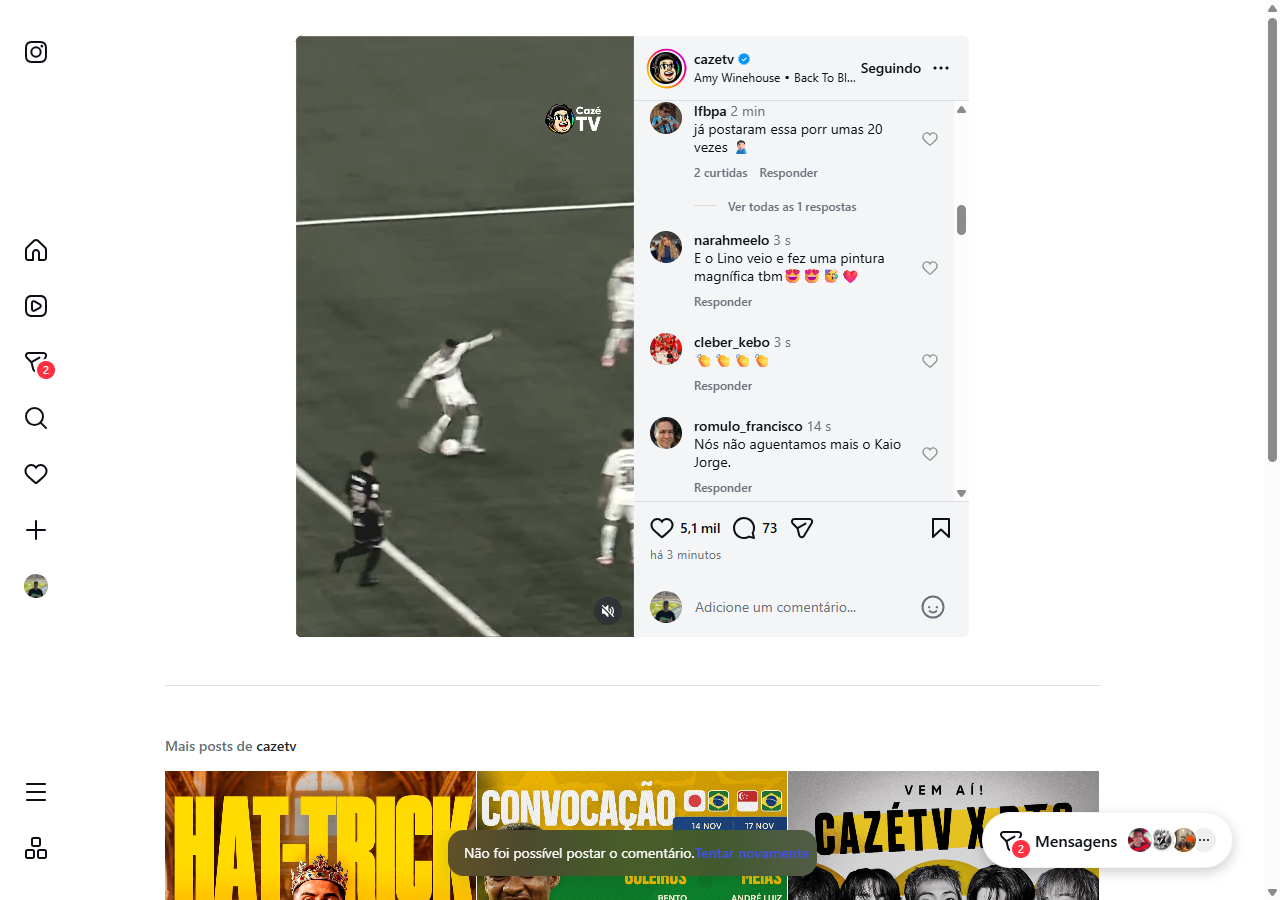 Cazé
TV
cazetv
Amy Winehouse • Back To Bl...
Seguindo
lfbpa 2 min
já postaram essa porr umas 20
vezes 🤦🏻‍♂️
2 curtidas Responder
Ver todas as 1 respostas
narahmeelo 3 s
E o Lino veio e fez uma pintura
magnífica tbm😍 😍 🥳 ❤️
Responder
cleber_kebo 3 s
👏 👏 👏 👏
Responder
romulo_francisco 14 s
Nós não aguentamos mais o Kaio
Jorge.
Responder
5,1 mil 73
há 3 minutos
Adicione um comentário...
2
Mais posts de cazetv
HAT-TRICK
CONVOCAÇÃO
14 NOV 17 NOV
GOLEIROS MEIAS
BENTO ANDRÉ LUIZ
VEM AÍ!
CAZÉTV X
Não foi possível postar o comentário.Tentar novamente
2 Mensagens